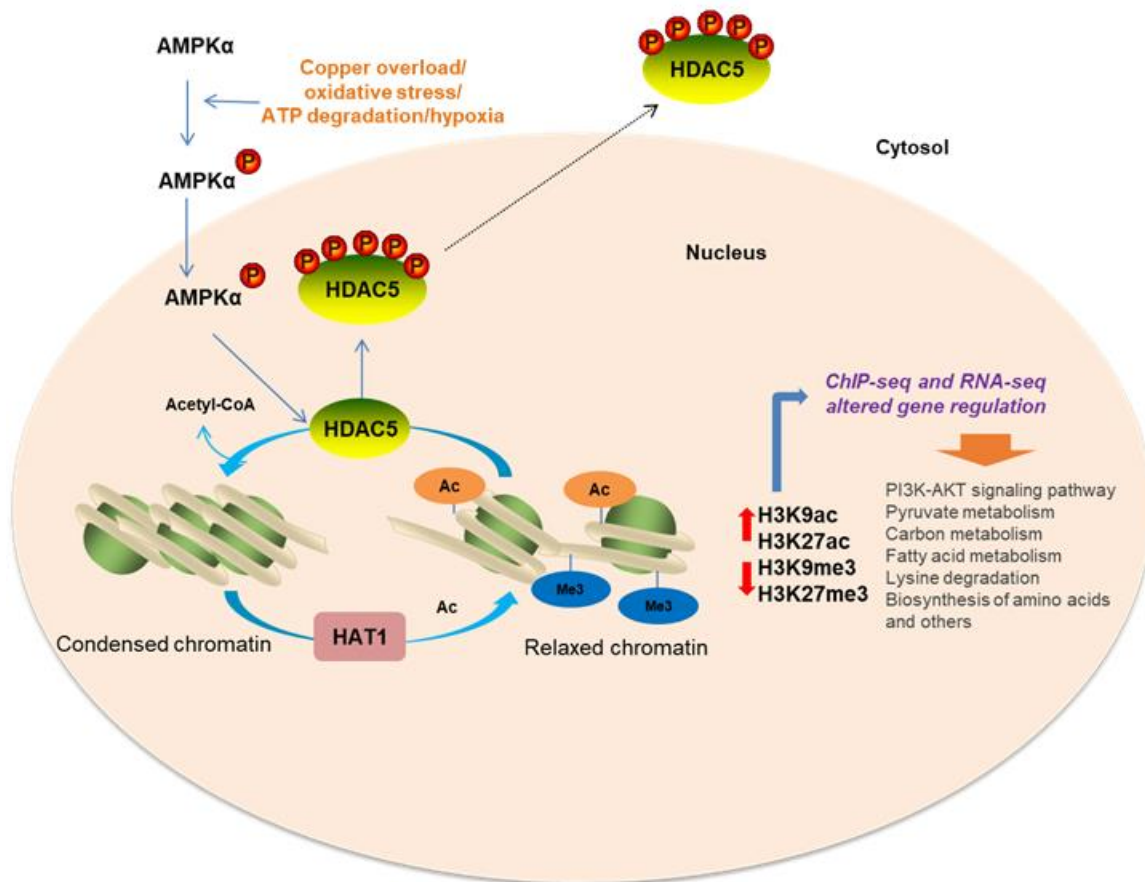 AMPKα
Copper overload/
oxidative stress/
ATP degradation/hypoxia
P P P P P
HDAC5
Cytosol
P
AMPKα
Nucleus
P P P P P
HDAC5
P
AMPKα
Acetyl-CoA
HDAC5
ChIP-seq and RNA-seq
altered gene regulation
Ac
Ac
H3K9ac
H3K27ac
H3K9me3
H3K27me3
PI3K-AKT signaling pathway
Pyruvate metabolism
Carbon metabolism
Fatty acid metabolism
Lysine degradation
Biosynthesis of amino acids
and others
Me3
Me3
Ac
HAT1
Condensed chromatin
Relaxed chromatin